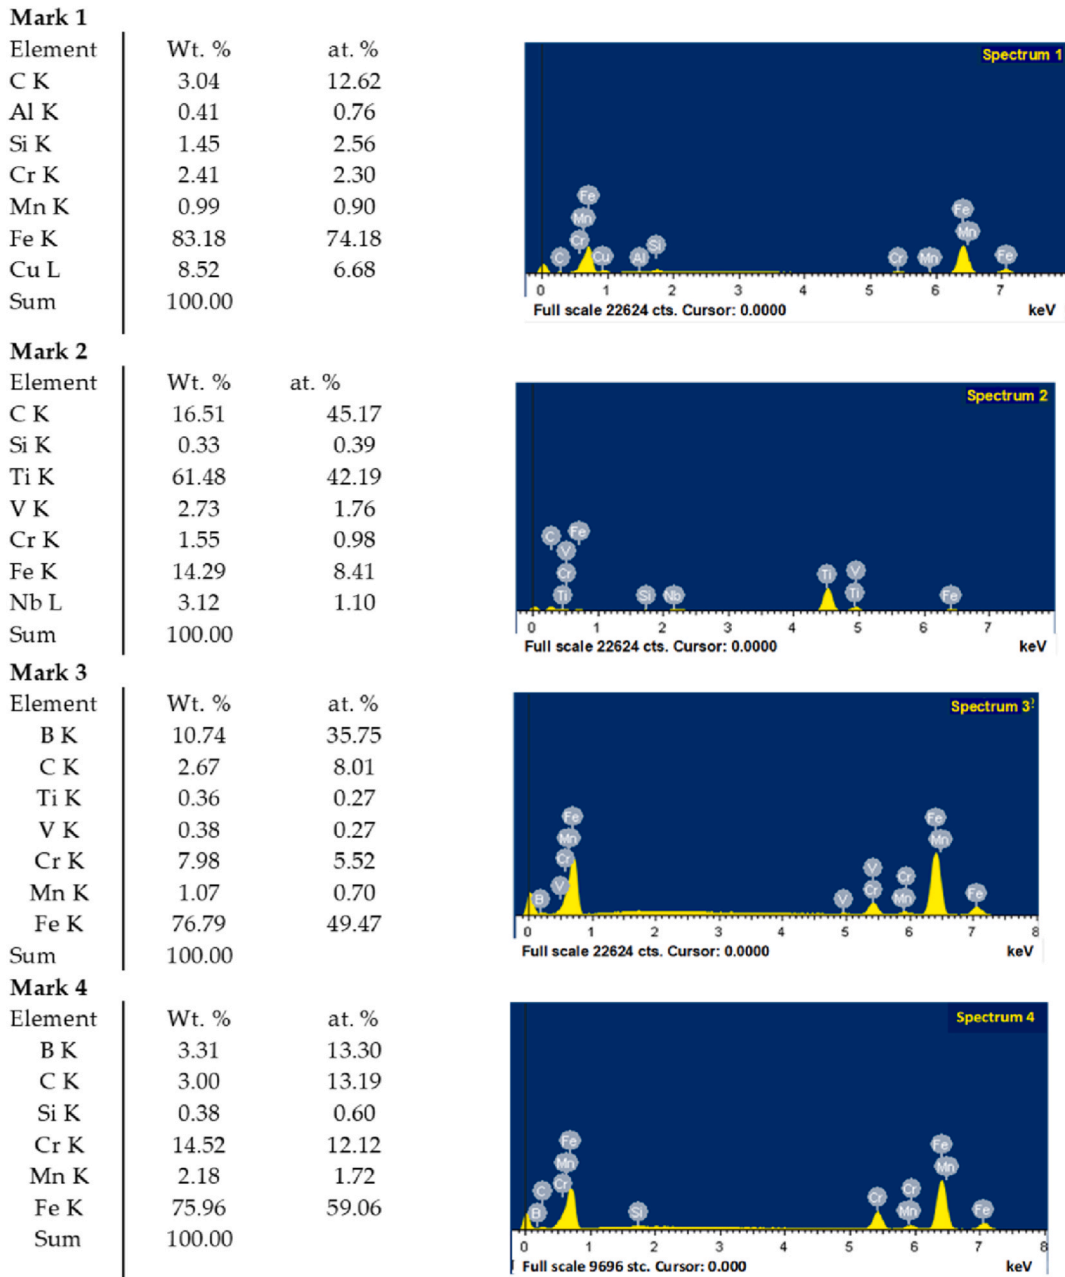 Mark 1
Element Wt. % at. %
C K 3.04 12.62
Al K 0.41 0.76
Si K 1.45 2.56
Cr K 2.41 2.30
Mn K 0.99 0.90
Fe K 83.18 74.18
Cu L 8.52 6.68
Sum 100.00
Spectrum 1
Fe Fe
Mn Si Mn
Cr C Cu Al Cr Mn Fe
0 1 2 3 4 5 6 7
Full scale 22624 cts. Cursor: 0.0000 keV
Mark 2
Element Wt. % at. %
C K 16.51 45.17
Si K 0.33 0.39
Ti K 61.48 42.19
V K 2.73 1.76
Cr K 1.55 0.98
Fe K 14.29 8.41
Nb L 3.12 1.10
Sum 100.00
Spectrum 2
C Fe
V Ti V
Cr
Ti Si Nb Ti Fe
0 1 2 3 4 5 6 7
Full scale 22624 cts. Cursor: 0.0000 keV
Mark 3
Element Wt. % at. %
B K 10.74 35.75
C K 2.67 8.01
Ti K 0.36 0.27
V K 0.38 0.27
Cr K 7.98 5.52
Mn K 1.07 0.70
Fe K 76.79 49.47
Sum 100.00
Spectrum 3
Fe Fe
Mn Mn
Cr V Cr
V Cr Fe
B V Mn
0 1 2 3 4 5 6 7 8
Full scale 22624 cts. Cursor: 0.0000 keV
Mark 4
Element Wt. % at. %
B K 3.31 13.30
C K 3.00 13.19
Si K 0.38 0.60
Cr K 14.52 12.12
Mn K 2.18 1.72
Fe K 75.96 59.06
Sum 100.00
Spectrum 4
Fe Fe
Mn Mn
C Cr Cr Cr
B Si Mn Fe
0 1 2 3 4 5 6 7 8
Full scale 9696 stc. Cursor: 0.000 keV